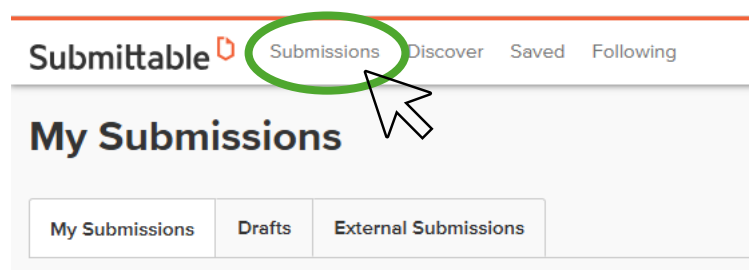 Submittable Submissions Discover Saved Following
My Submissions
My Submissions Drafts External Submissions